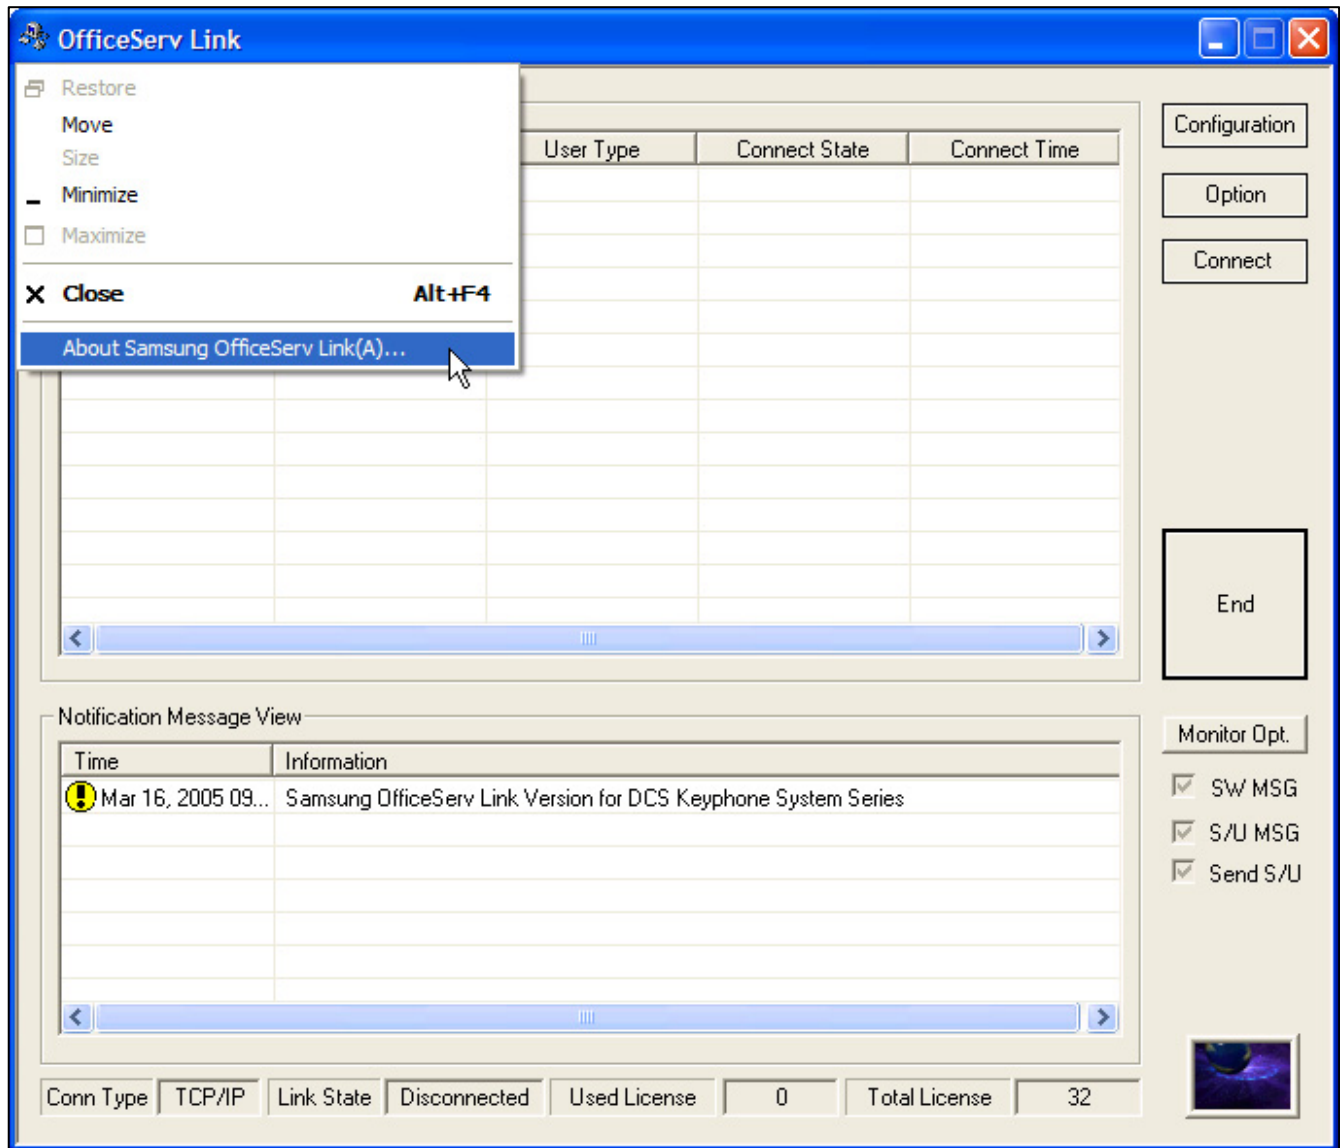 OfficeServ Link
Restore
Move
Size
Minimize
Maximize
Close Alt+F4
About Samsung OfficeServ Link(A)...
User Type Connect State Connect Time
Configuration
Option
Connect
End
Notification Message View
Time Information
Mar 16, 2005 09... Samsung OfficeServ Link Version for DCS Keyphone System Series
Monitor Opt.
SW MSG
S/U MSG
Send S/U
Conn Type TCP/IP Link State Disconnected Used License 0 Total License 32